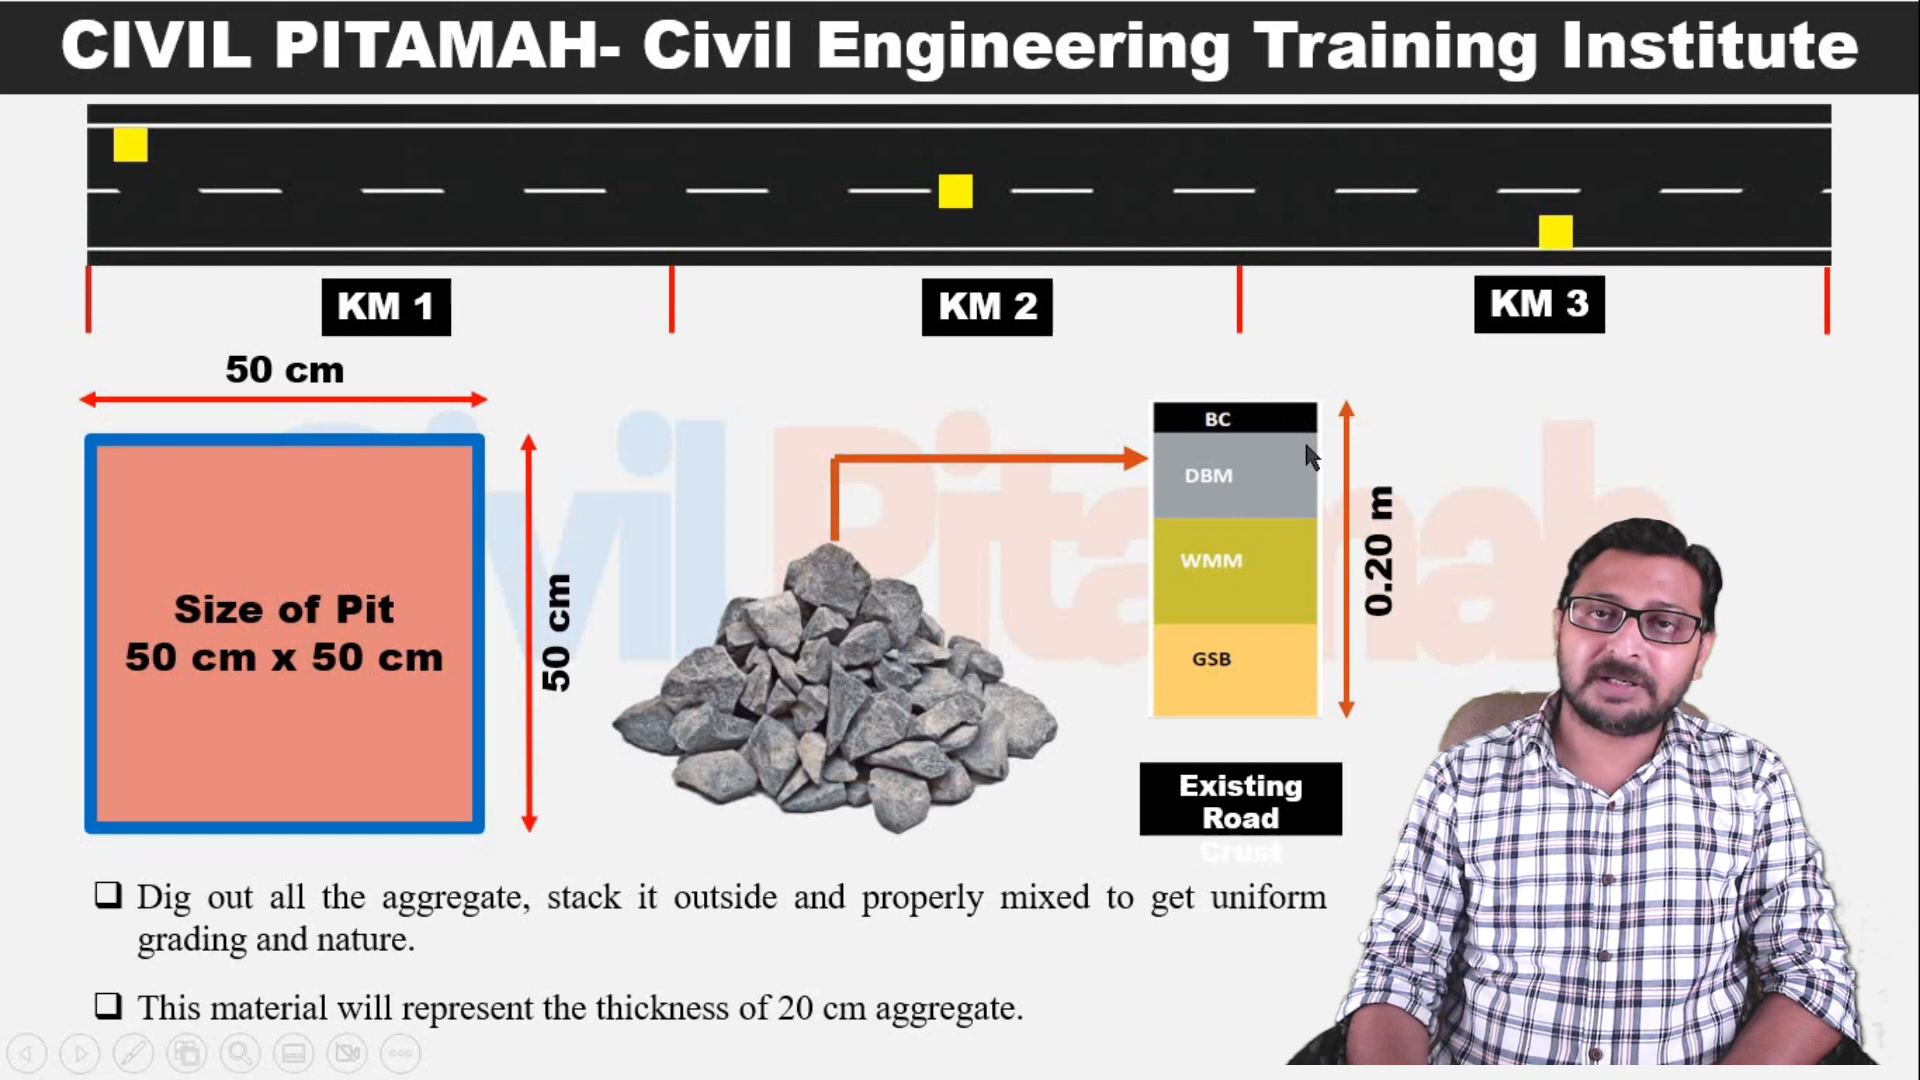 CIVIL PITAMAH- Civil Engineering Training Institute
KM 1
KM 2
KM 3
50 cm
Size of Pit
50 cm x 50 cm
50 cm
BC
DBM
WMM
GSB
0.20 m
Existing
Road
Crust
Civil Pitamah
❑ Dig out all the aggregate, stack it outside and properly mixed to get uniform
grading and nature.
❑ This material will represent the thickness of 20 cm aggregate.